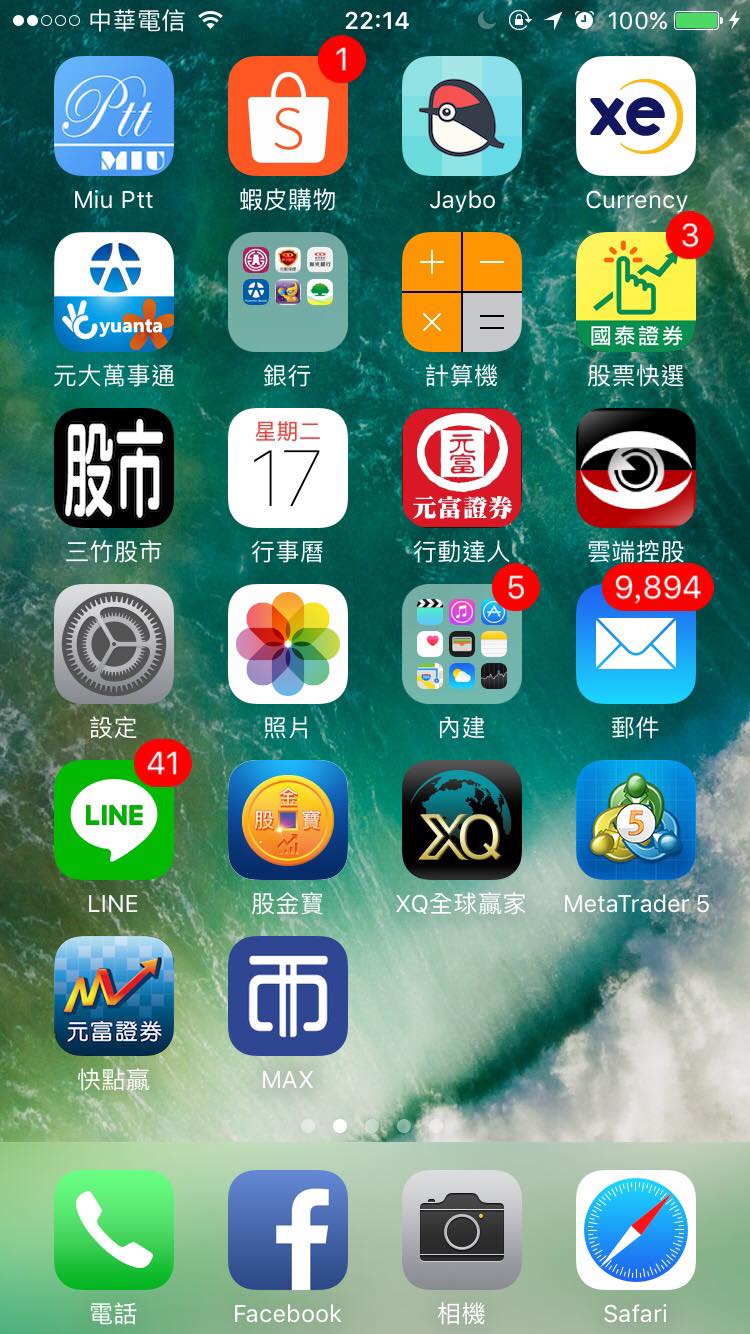 中華電信 22:14 100%
Ptt
MIU
S
1
xe
Miu Ptt 蝦皮購物 Jaybo Currency
yuanta
3
國泰證券
元大萬事通 銀行 計算機 股票快選
股市
星期二
17
元富
元富證券
三竹股市 行事曆 行動達人 雲端控股
5
9,894
設定 照片 內建 郵件
LINE
41
金
股 寶
XQ
5
LINE 股金寶 XQ全球贏家 MetaTrader 5
元富證券
快點贏 MAX
f
電話 Facebook 相機 Safari